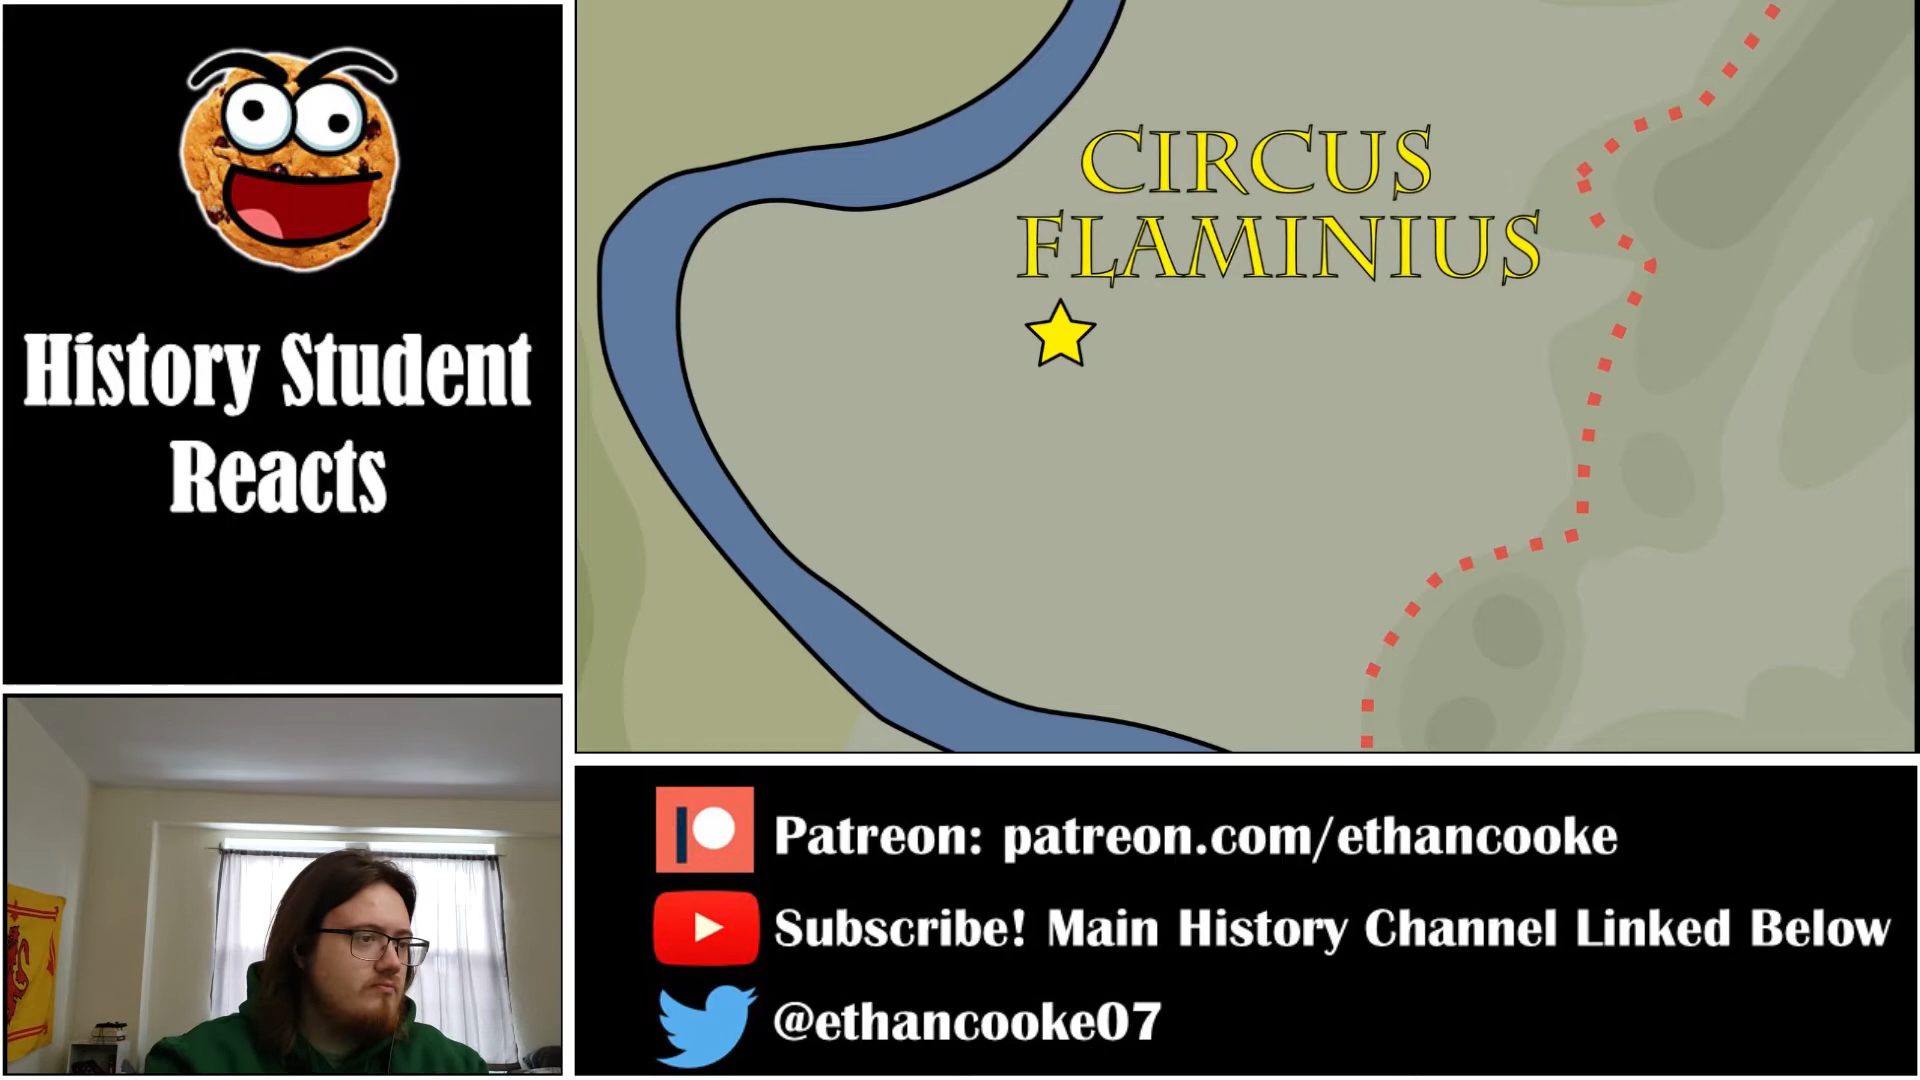 History Student
Reacts
CIRCUS
FLAMINIUS
Patreon: patreon.com/ethancooke
Subscribe! Main History Channel Linked Below
@ethancooke07